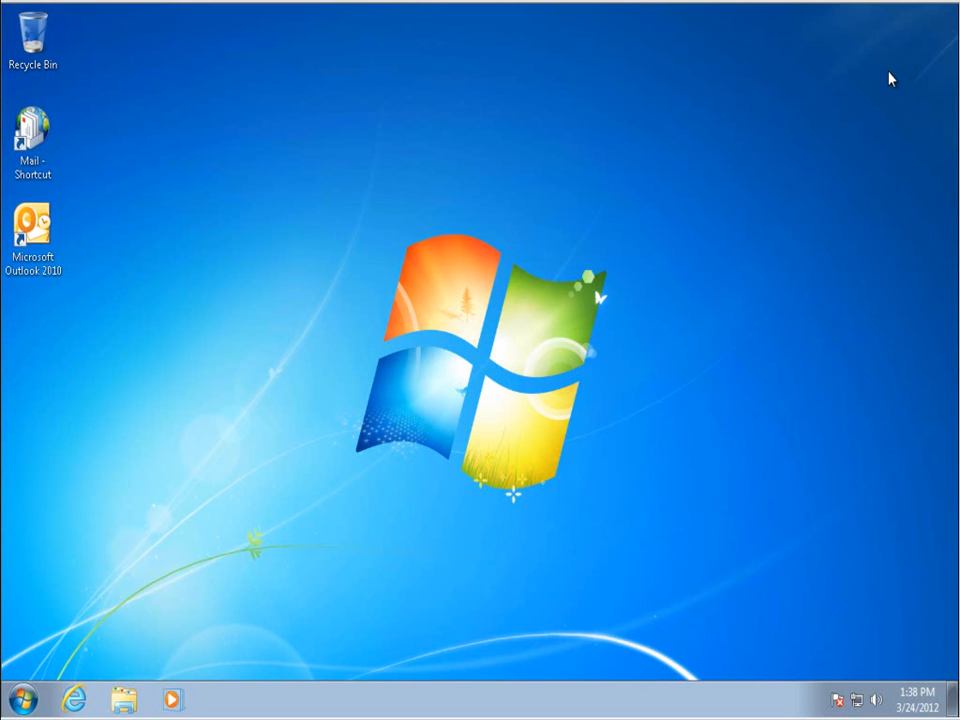 Recycle Bin
Mail -
Shortcut
Microsoft
Outlook 2010
1:38 PM
3/24/2012